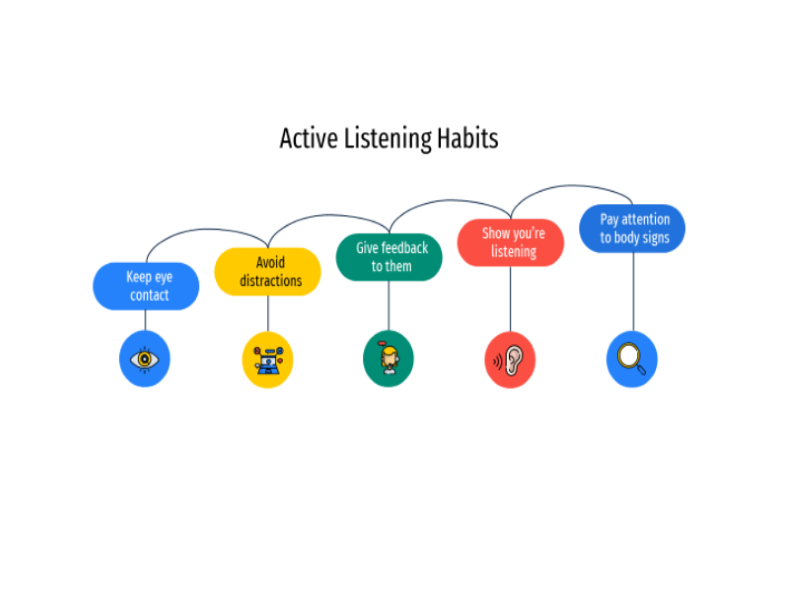 Active Listening Habits
Keep eye
contact
Avoid
distractions
Give feedback
to them
Show you're
listening
Pay attention
to body signs